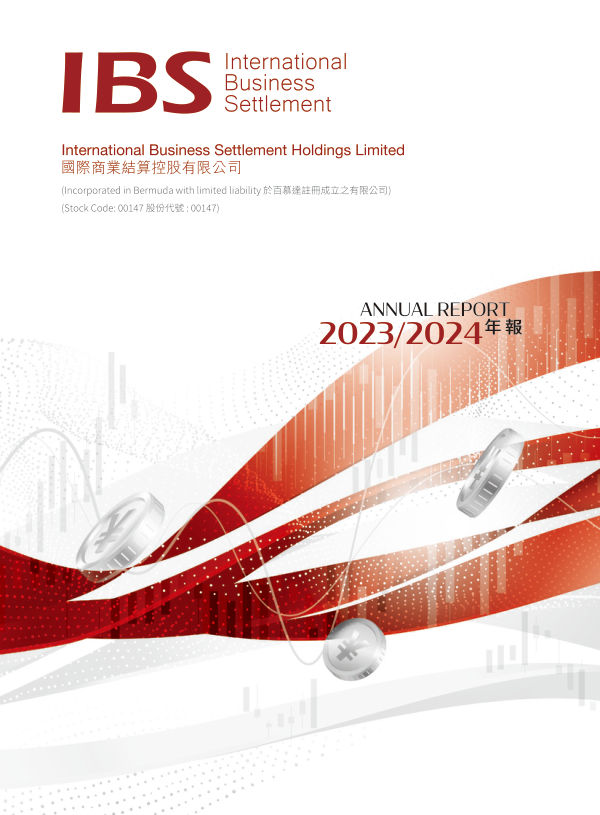 IBS
International
Business
Settlement
International Business Settlement Holdings Limited
國際商業結算控股有限公司
(Incorporated in Bermuda with limited liability 於百慕達註冊成立之有限公司)
(Stock Code: 00147 股份代號 : 00147)
ANNUAL REPORT
2023/2024 年報
¥
¥